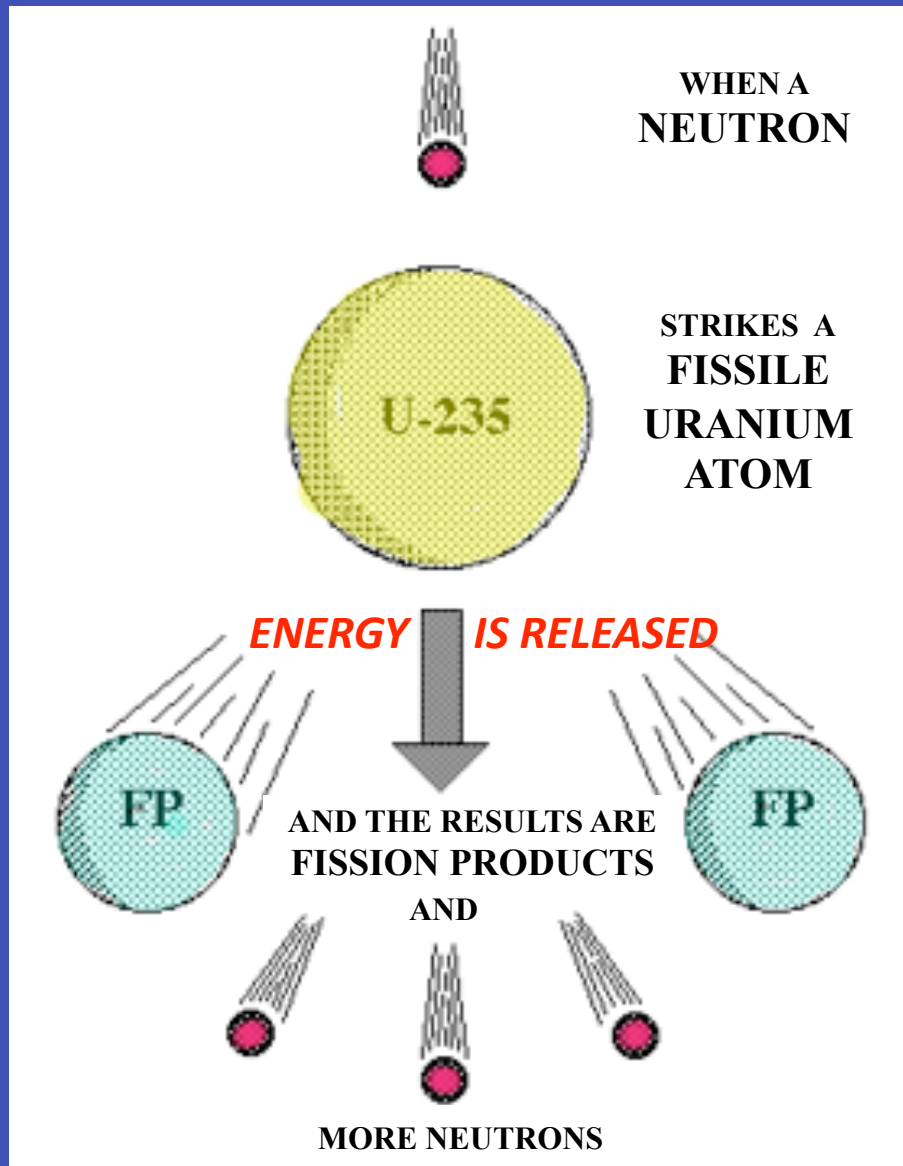 WHEN A
NEUTRON
STRIKES A
FISSILE
URANIUM
ATOM
U-235
ENERGY IS RELEASED
FP
FP
AND THE RESULTS ARE
FISSION PRODUCTS
AND
MORE NEUTRONS